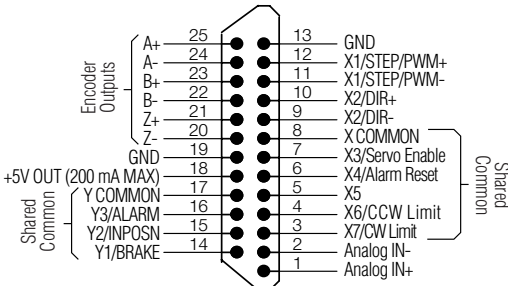 Encoder Outputs
A+ 25
A- 24
B+ 23
B- 22
Z+ 21
Z- 20
GND 19
+5V OUT (200 mA MAX) 18
Shared Common
Y COMMON 17
Y3/ALARM 16
Y2/INPOSN 15
Y1/BRAKE 14
13 GND
12 X1/STEP/PWM+
11 X1/STEP/PWM-
10 X2/DIR+
9 X2/DIR-
8 X COMMON
7 X3/Servo Enable
6 X4/Alarm Reset
5 X5
4 X6/CCW Limit
3 X7/CW Limit
2 Analog IN-
1 Analog IN+
Shared Common